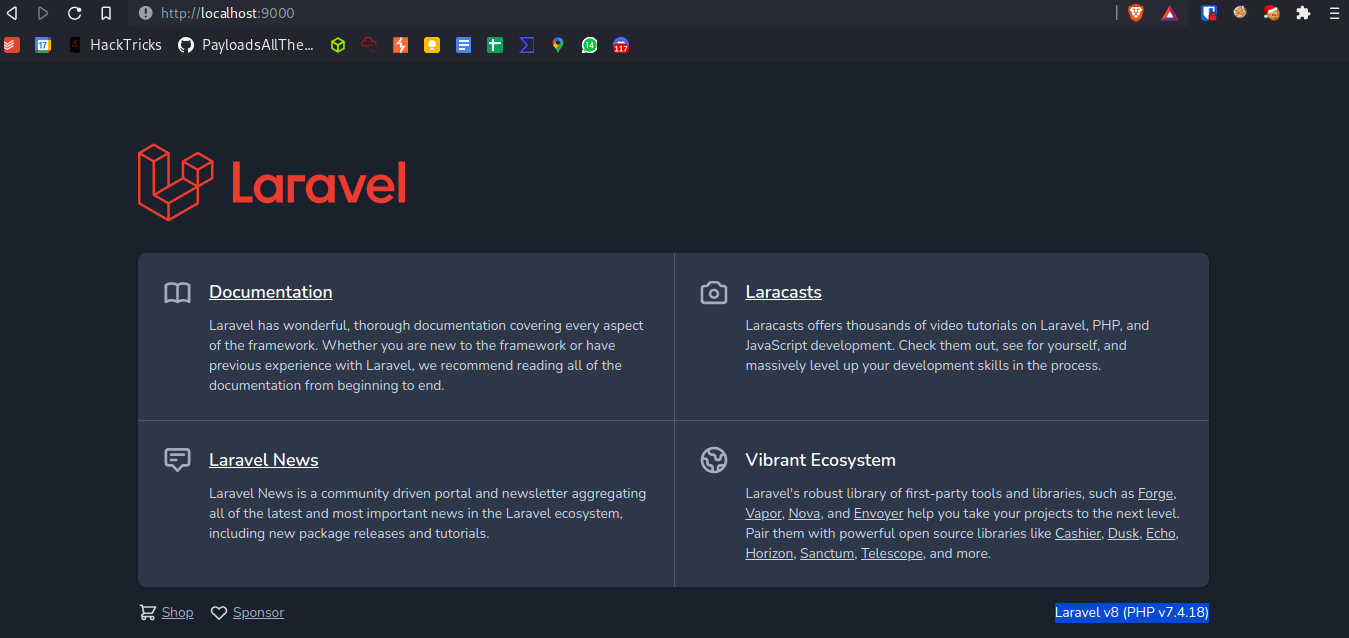 http://localhost:9000
17 HackTricks PayloadsAllThe... 14 117
Laravel
Documentation
Laravel has wonderful, thorough documentation covering every aspect
of the framework. Whether you are new to the framework or have
previous experience with Laravel, we recommend reading all of the
documentation from beginning to end.
Laracasts
Laracasts offers thousands of video tutorials on Laravel, PHP, and
JavaScript development. Check them out, see for yourself, and
massively level up your development skills in the process.
Laravel News
Laravel News is a community driven portal and newsletter aggregating
all of the latest and most important news in the Laravel ecosystem,
including new package releases and tutorials.
Vibrant Ecosystem
Laravel's robust library of first-party tools and libraries, such as Forge,
Vapor, Nova, and Envoyer help you take your projects to the next level.
Pair them with powerful open source libraries like Cashier, Dusk, Echo,
Horizon, Sanctum, Telescope, and more.
Shop Sponsor
Laravel v8 (PHP v7.4.18)